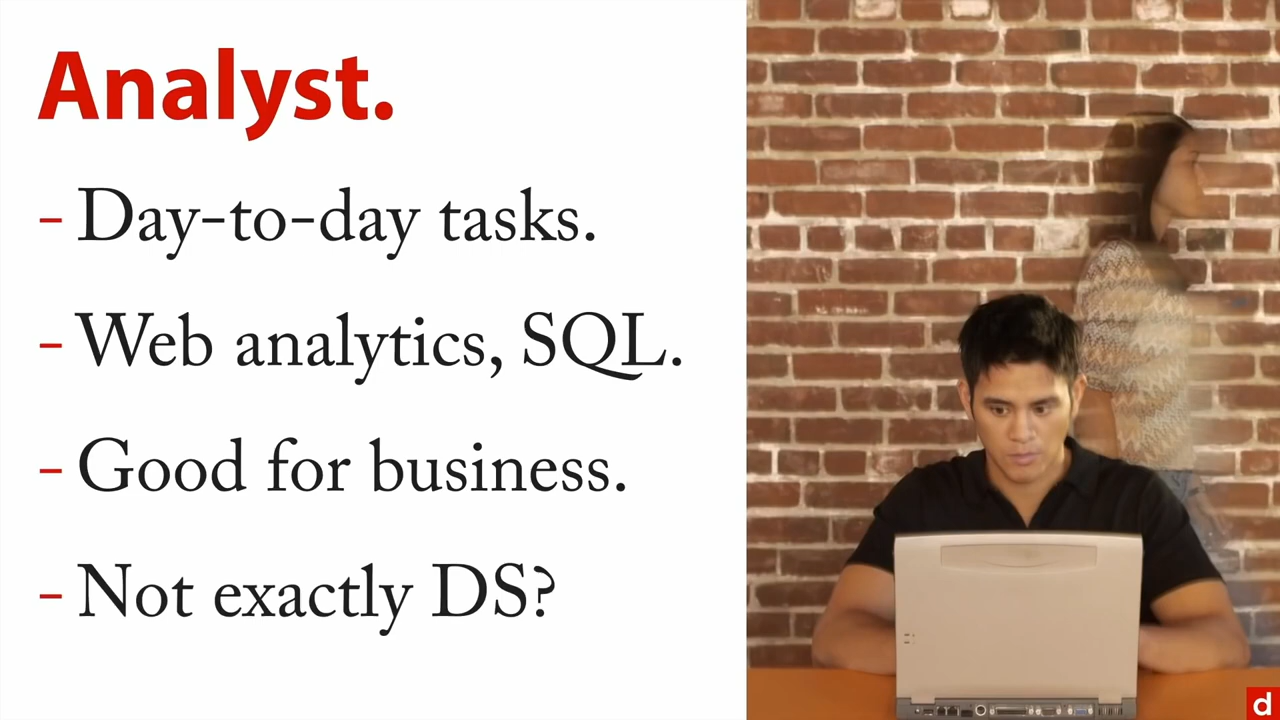 Analyst.
- Day-to-day tasks.
- Web analytics, SQL.
- Good for business.
- Not exactly DS?
d